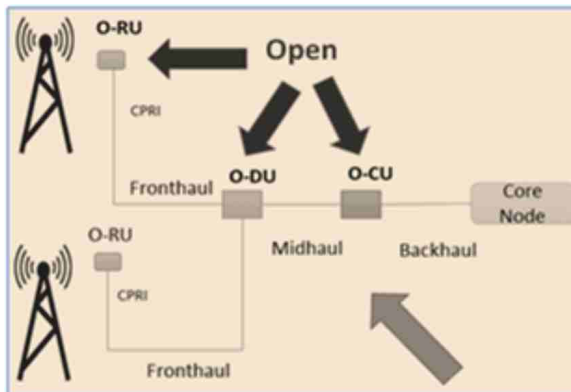 O-RU
Open
CPRI
O-DU
O-CU
Fronthaul
Core
Node
O-RU
Midhaul
Backhaul
CPRI
Fronthaul